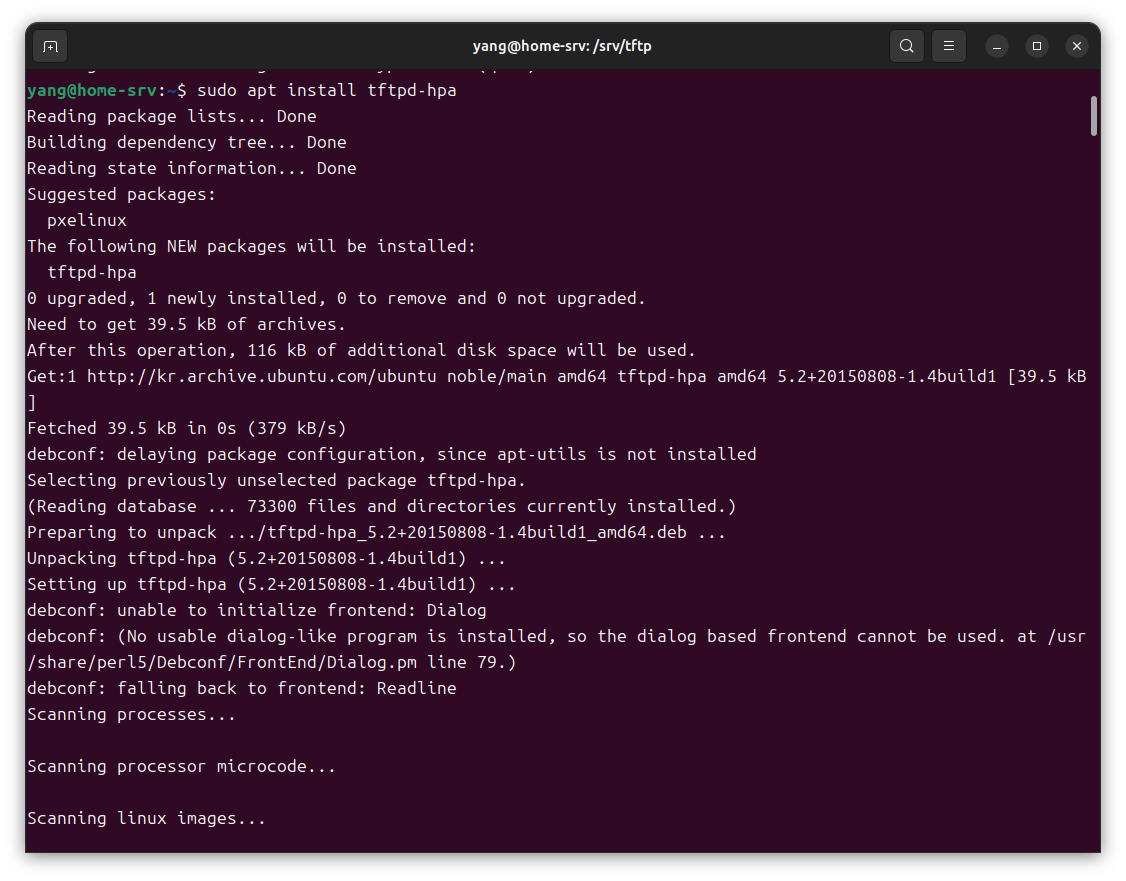 yang@home-srv: /srv/tftp
yang@home-srv:~$ sudo apt install tftpd-hpa
Reading package lists... Done
Building dependency tree... Done
Reading state information... Done
Suggested packages:
  pxelinux
The following NEW packages will be installed:
  tftpd-hpa
0 upgraded, 1 newly installed, 0 to remove and 0 not upgraded.
Need to get 39.5 kB of archives.
After this operation, 116 kB of additional disk space will be used.
Get:1 http://kr.archive.ubuntu.com/ubuntu noble/main amd64 tftpd-hpa amd64 5.2+20150808-1.4build1 [39.5 kB
]
Fetched 39.5 kB in 0s (379 kB/s)
debconf: delaying package configuration, since apt-utils is not installed
Selecting previously unselected package tftpd-hpa.
(Reading database ... 73300 files and directories currently installed.)
Preparing to unpack .../tftpd-hpa_5.2+20150808-1.4build1_amd64.deb ...
Unpacking tftpd-hpa (5.2+20150808-1.4build1) ...
Setting up tftpd-hpa (5.2+20150808-1.4build1) ...
debconf: unable to initialize frontend: Dialog
debconf: (No usable dialog-like program is installed, so the dialog based frontend cannot be used. at /usr
/share/perl5/Debconf/FrontEnd/Dialog.pm line 79.)
debconf: falling back to frontend: Readline
Scanning processes...
Scanning processor microcode...
Scanning linux images...